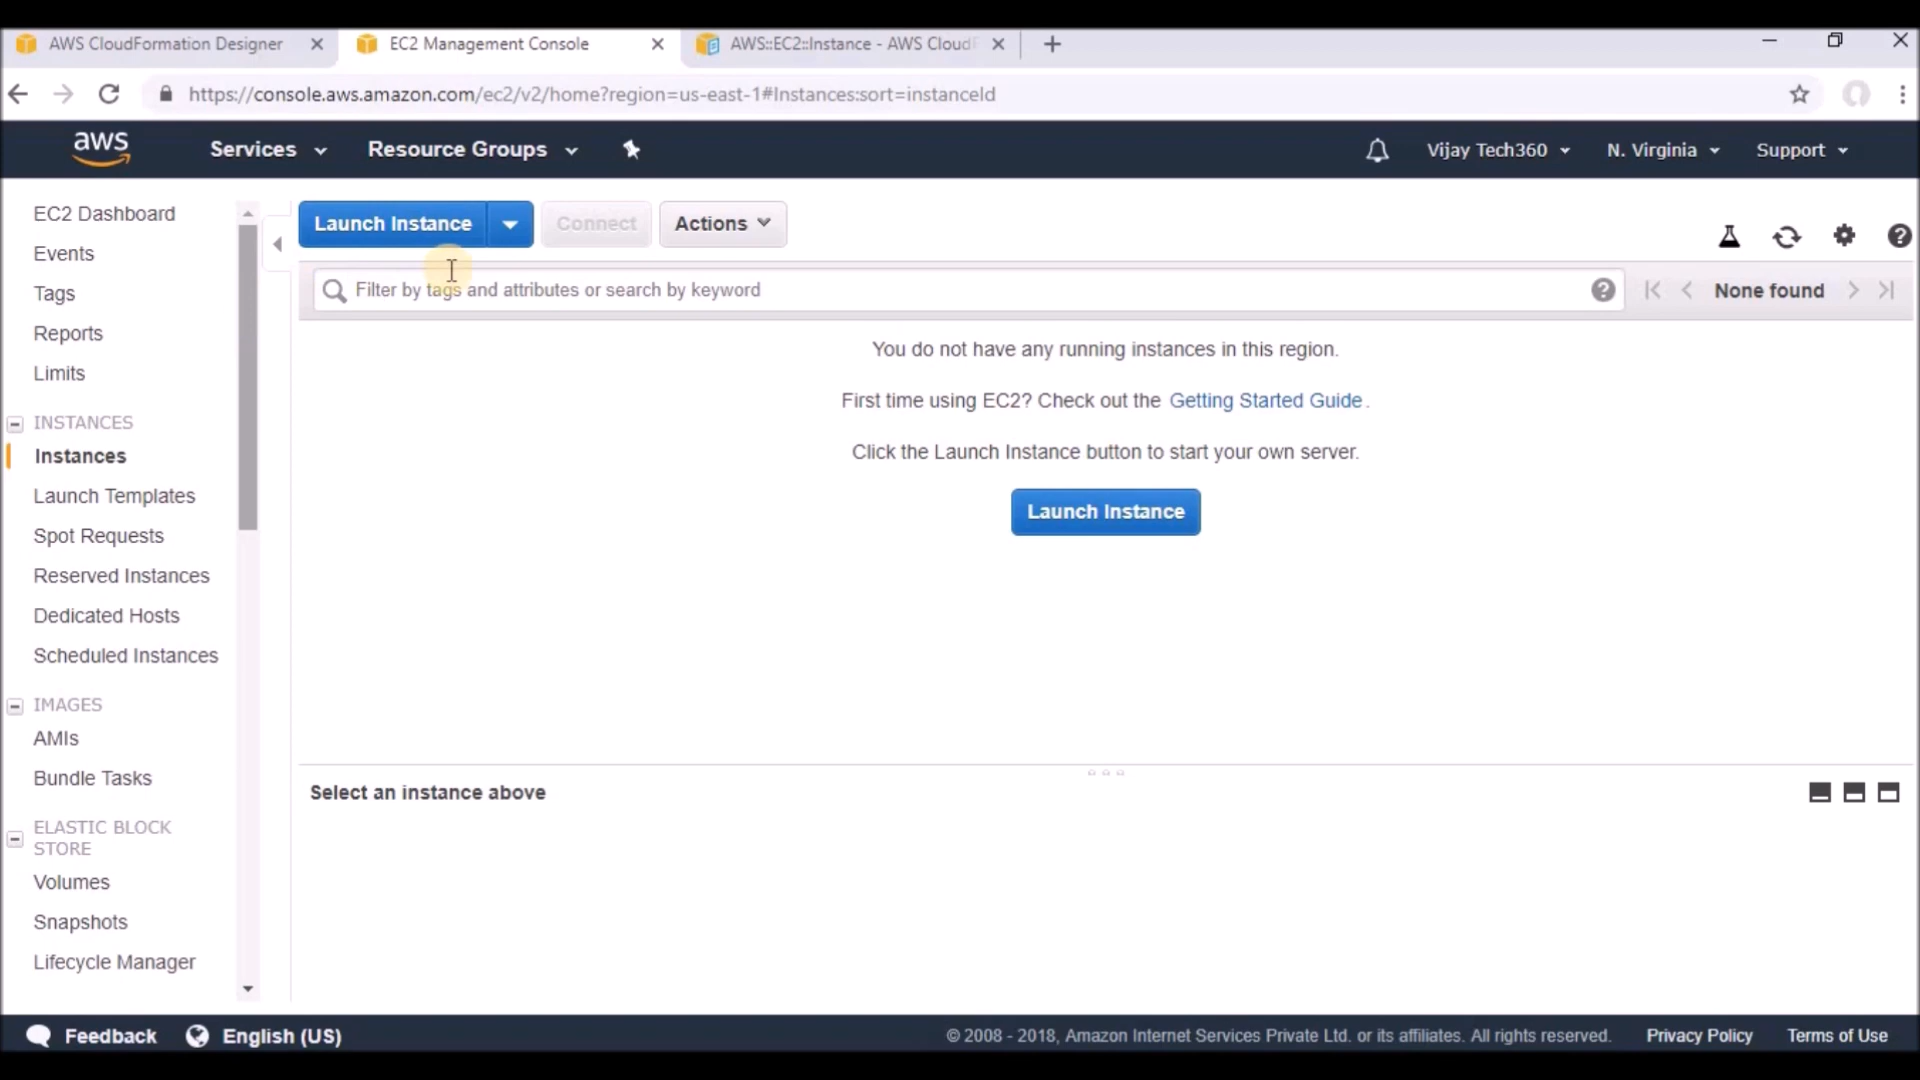 AWS CloudFormation Designer
EC2 Management Console
AWS::EC2::Instance - AWS Cloud
https://console.aws.amazon.com/ec2/v2/home?region=us-east-1#Instances:sort=instanceId
aws
Services
Resource Groups
Vijay Tech360
N. Virginia
Support
EC2 Dashboard
Events
Tags
Reports
Limits
INSTANCES
Instances
Launch Templates
Spot Requests
Reserved Instances
Dedicated Hosts
Scheduled Instances
IMAGES
AMIs
Bundle Tasks
ELASTIC BLOCK
STORE
Volumes
Snapshots
Lifecycle Manager
Launch Instance
Connect
Actions
Filter by tags and attributes or search by keyword
None found
You do not have any running instances in this region.
First time using EC2? Check out the Getting Started Guide.
Click the Launch Instance button to start your own server.
Launch Instance
Select an instance above
Feedback
English (US)
© 2008 - 2018, Amazon Internet Services Private Ltd. or its affiliates. All rights reserved.
Privacy Policy
Terms of Use